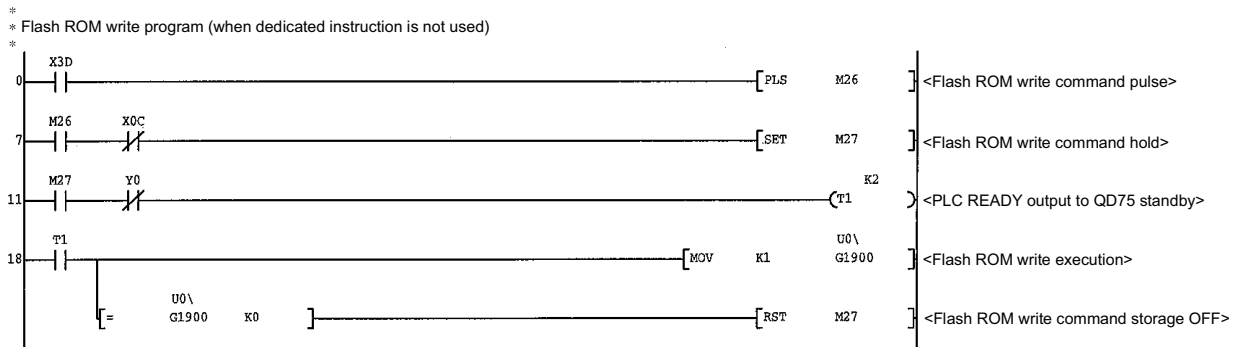 *
* Flash ROM write program (when dedicated instruction is not used)
*
X3D
0 [PLS M26 ] <Flash ROM write command pulse>
M26 X0C
7 [SET M27 ] <Flash ROM write command hold>
M27 Y0 K2
11 (T1 ) <PLC READY output to QD75 standby>
T1 U0\
18 [MOV K1 G1900 ] <Flash ROM write execution>
U0\
[= G1900 K0 ] [RST M27 ] <Flash ROM write command storage OFF>